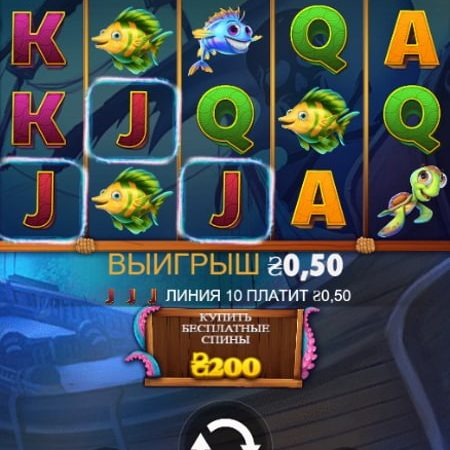 K Q A
K J Q Q
J J A
ВЫИГРЫШ ₴0,50
J J J ЛИНИЯ 10 ПЛАТИТ ₴0,50
КУПИТЬ
БЕСПЛАТНЫЕ
СПИНЫ
₴200